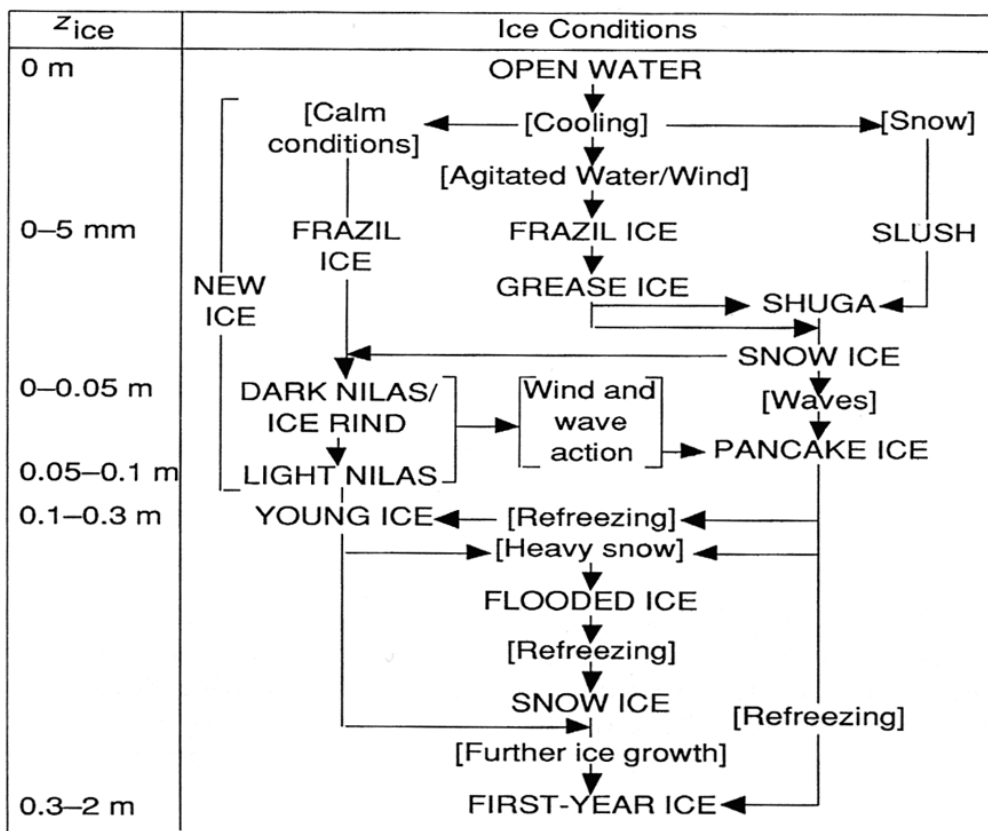 zice
Ice Conditions
0 m
OPEN WATER
[Calm
conditions]
[Cooling]
[Snow]
[Agitated Water/Wind]
0–5 mm
FRAZIL
ICE
FRAZIL ICE
SLUSH
NEW
ICE
GREASE ICE
SHUGA
SNOW ICE
0–0.05 m
DARK NILAS/
ICE RIND
[Wind and
wave
action]
[Waves]
PANCAKE ICE
0.05–0.1 m
LIGHT NILAS
0.1–0.3 m
YOUNG ICE
[Refreezing]
[Heavy snow]
FLOODED ICE
[Refreezing]
SNOW ICE
[Refreezing]
[Further ice growth]
0.3–2 m
FIRST-YEAR ICE